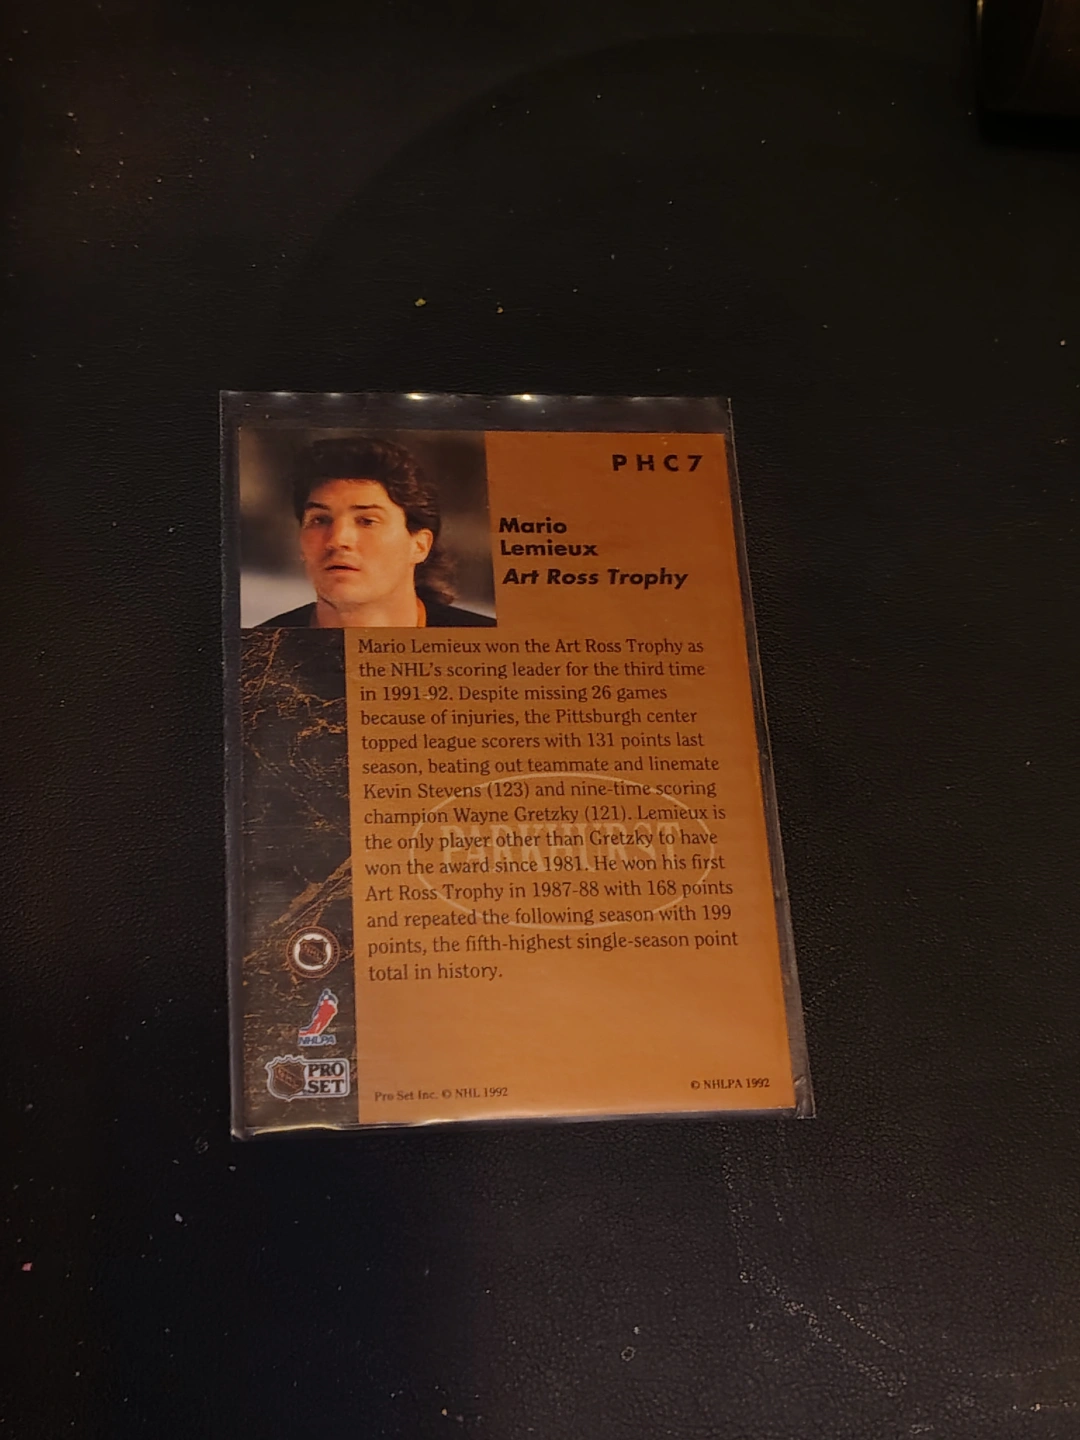 PHC7
Mario
Lemieux
Art Ross Trophy
Mario Lemieux won the Art Ross Trophy as
the NHL's scoring leader for the third time
in 1991-92. Despite missing 26 games
because of injuries, the Pittsburgh center
topped league scorers with 131 points last
season, beating out teammate and linemate
Kevin Stevens (123) and nine-time scoring
champion Wayne Gretzky (121). Lemieux is
the only player other than Gretzky to have
won the award since 1981. He won his first
Art Ross Trophy in 1987-88 with 168 points
and repeated the following season with 199
points, the fifth-highest single-season point
total in history.
PARKHURST
NHL
NHLPA
PRO
SET
Pro Set Inc. © NHL 1992
© NHLPA 1992